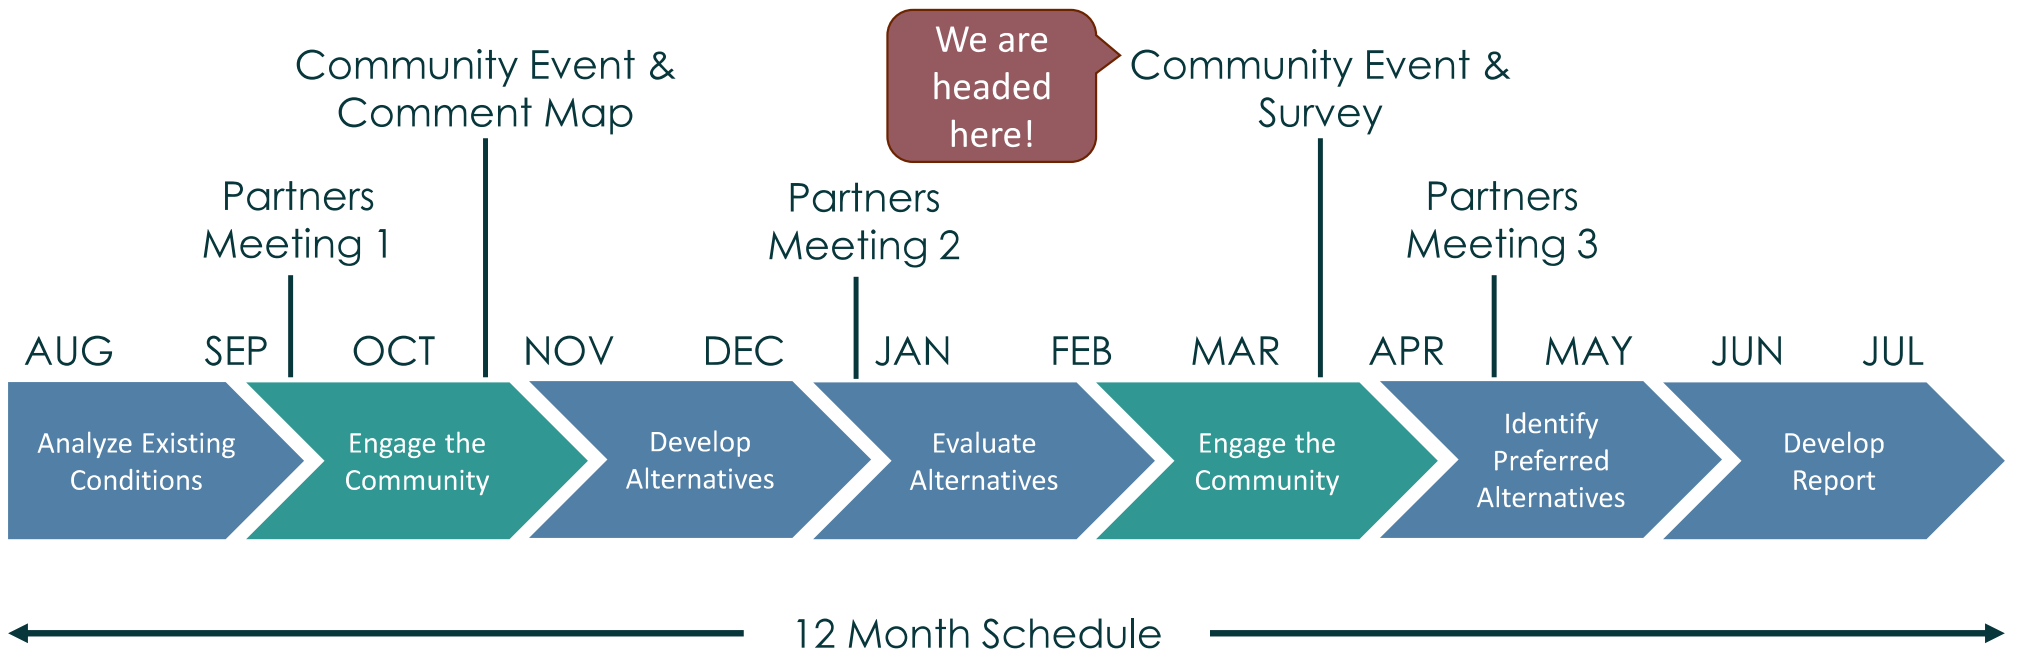 We are
headed
here!
Community Event &
Comment Map
Community Event &
Survey
Partners
Meeting 1
Partners
Meeting 2
Partners
Meeting 3
AUG SEP OCT NOV DEC JAN FEB MAR APR MAY JUN JUL
Analyze Existing
Conditions
Engage the
Community
Develop
Alternatives
Evaluate
Alternatives
Engage the
Community
Identify
Preferred
Alternatives
Develop
Report
12 Month Schedule